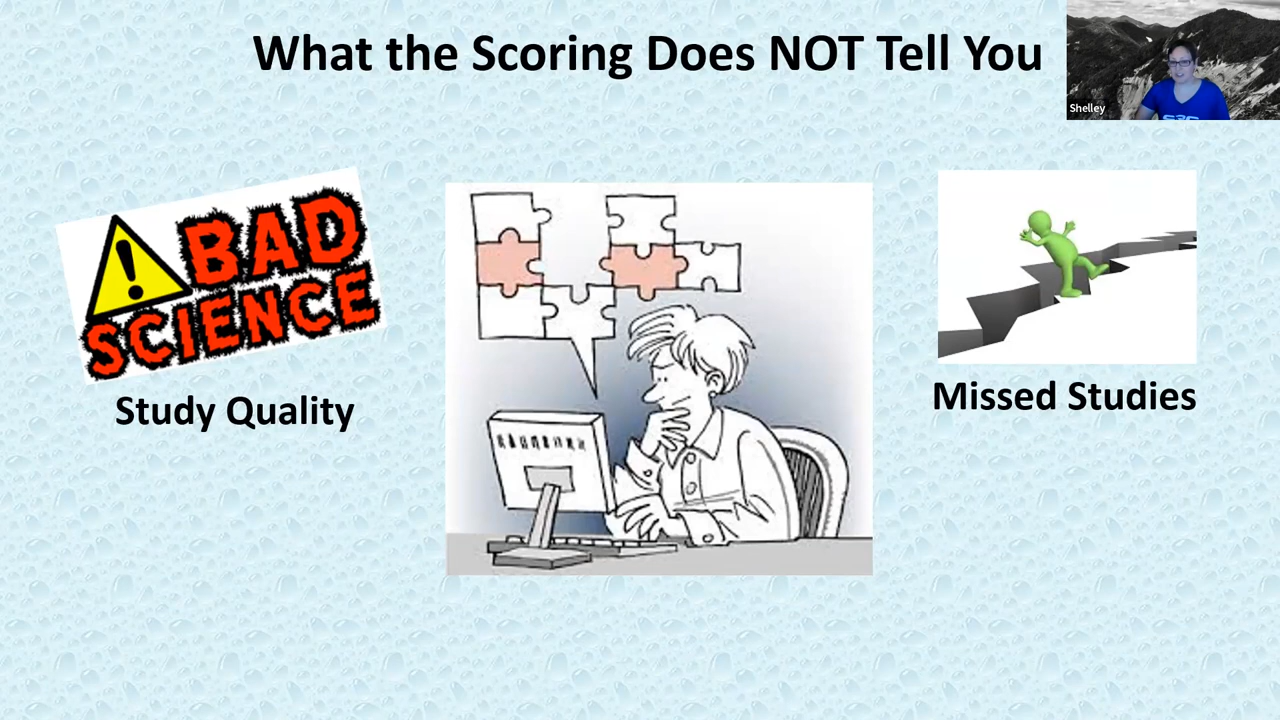 What the Scoring Does NOT Tell You
Shelley
BAD
SCIENCE
Study Quality
Missed Studies